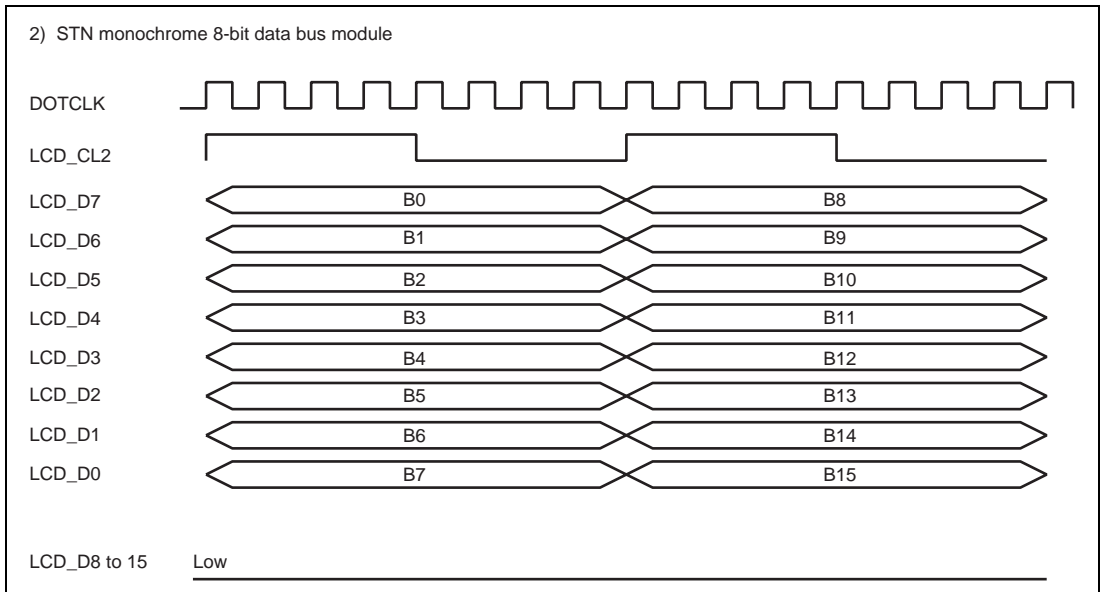 2) STN monochrome 8-bit data bus module
DOTCLK
LCD_CL2
LCD_D7 B0 B8
LCD_D6 B1 B9
LCD_D5 B2 B10
LCD_D4 B3 B11
LCD_D3 B4 B12
LCD_D2 B5 B13
LCD_D1 B6 B14
LCD_D0 B7 B15
LCD_D8 to 15 Low